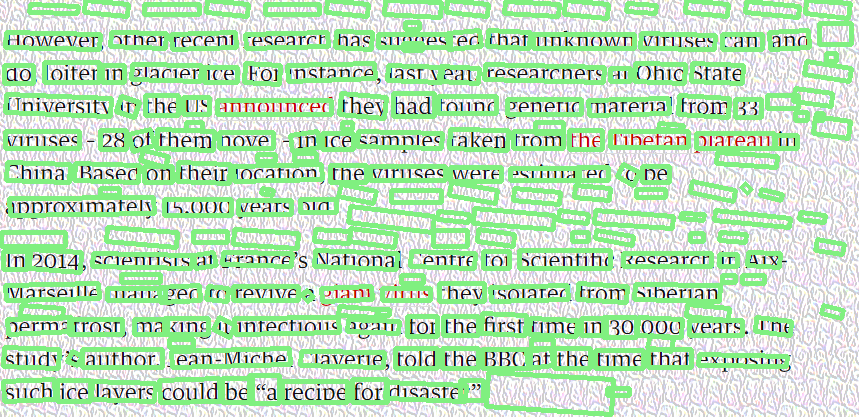 However, other recent research has suggested that unknown viruses can and
do loiter in glacier ice. For instance, last year, researchers at Ohio State
University in the US announced they had found genetic material from 33
viruses – 28 of them novel – in ice samples taken from the Tibetan plateau in
China. Based on their location, the viruses were estimated to be
approximately 15,000 years old.
In 2014, scientists at France's National Centre for Scientific Research in Aix-
Marseille managed to revive a giant virus they isolated from Siberian
permafrost, making it infectious again for the first time in 30,000 years. The
study's author, Jean-Michel Claverie, told the BBC at the time that exposing
such ice layers could be “a recipe for disaster”